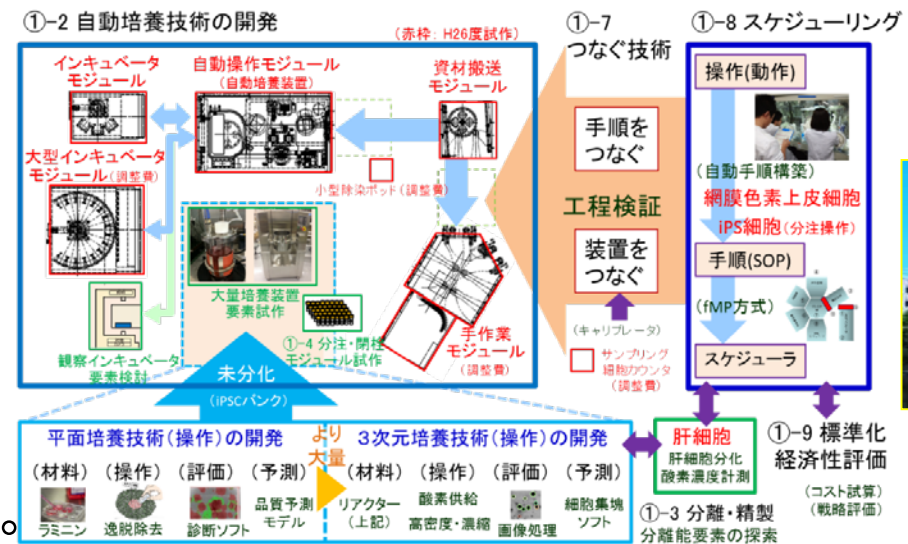 ①-2 自動培養技術の開発
(赤枠: H26度試作)
インキュベータ
モジュール
自動操作モジュール
(自動培養装置)
資材搬送
モジュール
大型インキュベータ
モジュール(調整費)
小型除染ポッド(調整費)
大量培養装置
要素試作
①-4 分注・開栓
モジュール試作
手作業
モジュール
(調整費)
観察インキュベータ
要素検討
未分化
(iPSCバンク)
①-7
つなぐ技術
手順を
つなぐ
工程検証
装置を
つなぐ
(キャリブレータ)
サンプリング
細胞カウンタ
(調整費)
①-8 スケジューリング
操作(動作)
(自動手順構築)
網膜色素上皮細胞
iPS細胞(分注操作)
手順(SOP)
(fMP方式)
スケジューラ
平面培養技術(操作)の開発
より
大量
3次元培養技術(操作)の開発
(材料) (操作) (評価) (予測)
ラミニン 逸脱除去 診断ソフト 品質予測
モデル
(材料) (操作) (評価) (予測)
リアクター
(上記)
酸素供給
高密度・濃縮
画像処理
細胞集塊
ソフト
肝細胞
肝細胞分化
酸素濃度計測
①-3 分離・精製
分離能要素の探索
①-9 標準化
経済性評価
(コスト試算)
(戦略評価)